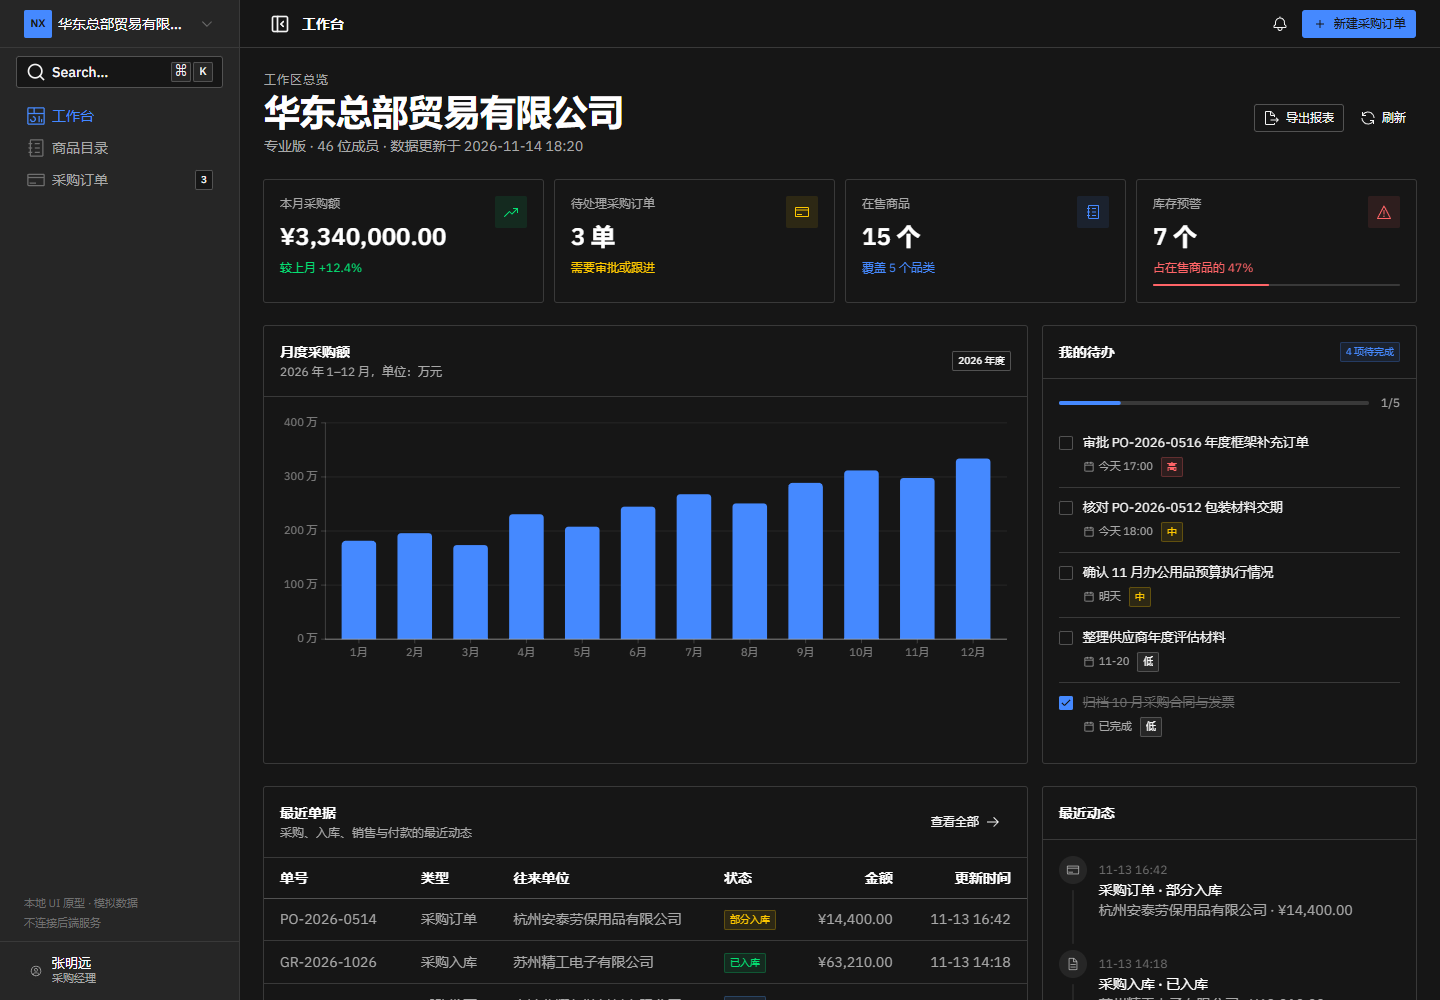 NX 华东总部贸易有限...
Search... ⌘ K
工作台
商品目录
采购订单 3
本地 UI 原型 · 模拟数据
不连接后端服务
张明远
采购经理
工作台
+ 新建采购订单
工作区总览
华东总部贸易有限公司
专业版 · 46 位成员 · 数据更新于 2026-11-14 18:20
导出报表 刷新
本月采购额
¥3,340,000.00
较上月 +12.4%
待处理采购订单
3 单
需要审批或跟进
在售商品
15 个
覆盖 5 个品类
库存预警
7 个
占在售商品的 47%
月度采购额
2026 年 1–12 月，单位：万元
2026 年度
400 万
300 万
200 万
100 万
0 万
1月 2月 3月 4月 5月 6月 7月 8月 9月 10月 11月 12月
我的待办
4 项待完成
1/5
审批 PO-2026-0516 年度框架补充订单
今天 17:00 高
核对 PO-2026-0512 包装材料交期
今天 18:00 中
确认 11 月办公用品预算执行情况
明天 中
整理供应商年度评估材料
11-20 低
归档 10 月采购合同与发票
已完成 低
最近单据
采购、入库、销售与付款的最近动态
查看全部
单号 类型 往来单位 状态 金额 更新时间
PO-2026-0514 采购订单 杭州安泰劳保用品有限公司 部分入库 ¥14,400.00 11-13 16:42
GR-2026-1026 采购入库 苏州精工电子有限公司 已入库 ¥63,210.00 11-13 14:18
最近动态
11-13 16:42
采购订单 · 部分入库
杭州安泰劳保用品有限公司 · ¥14,400.00
11-13 14:18
采购入库 · 已入库